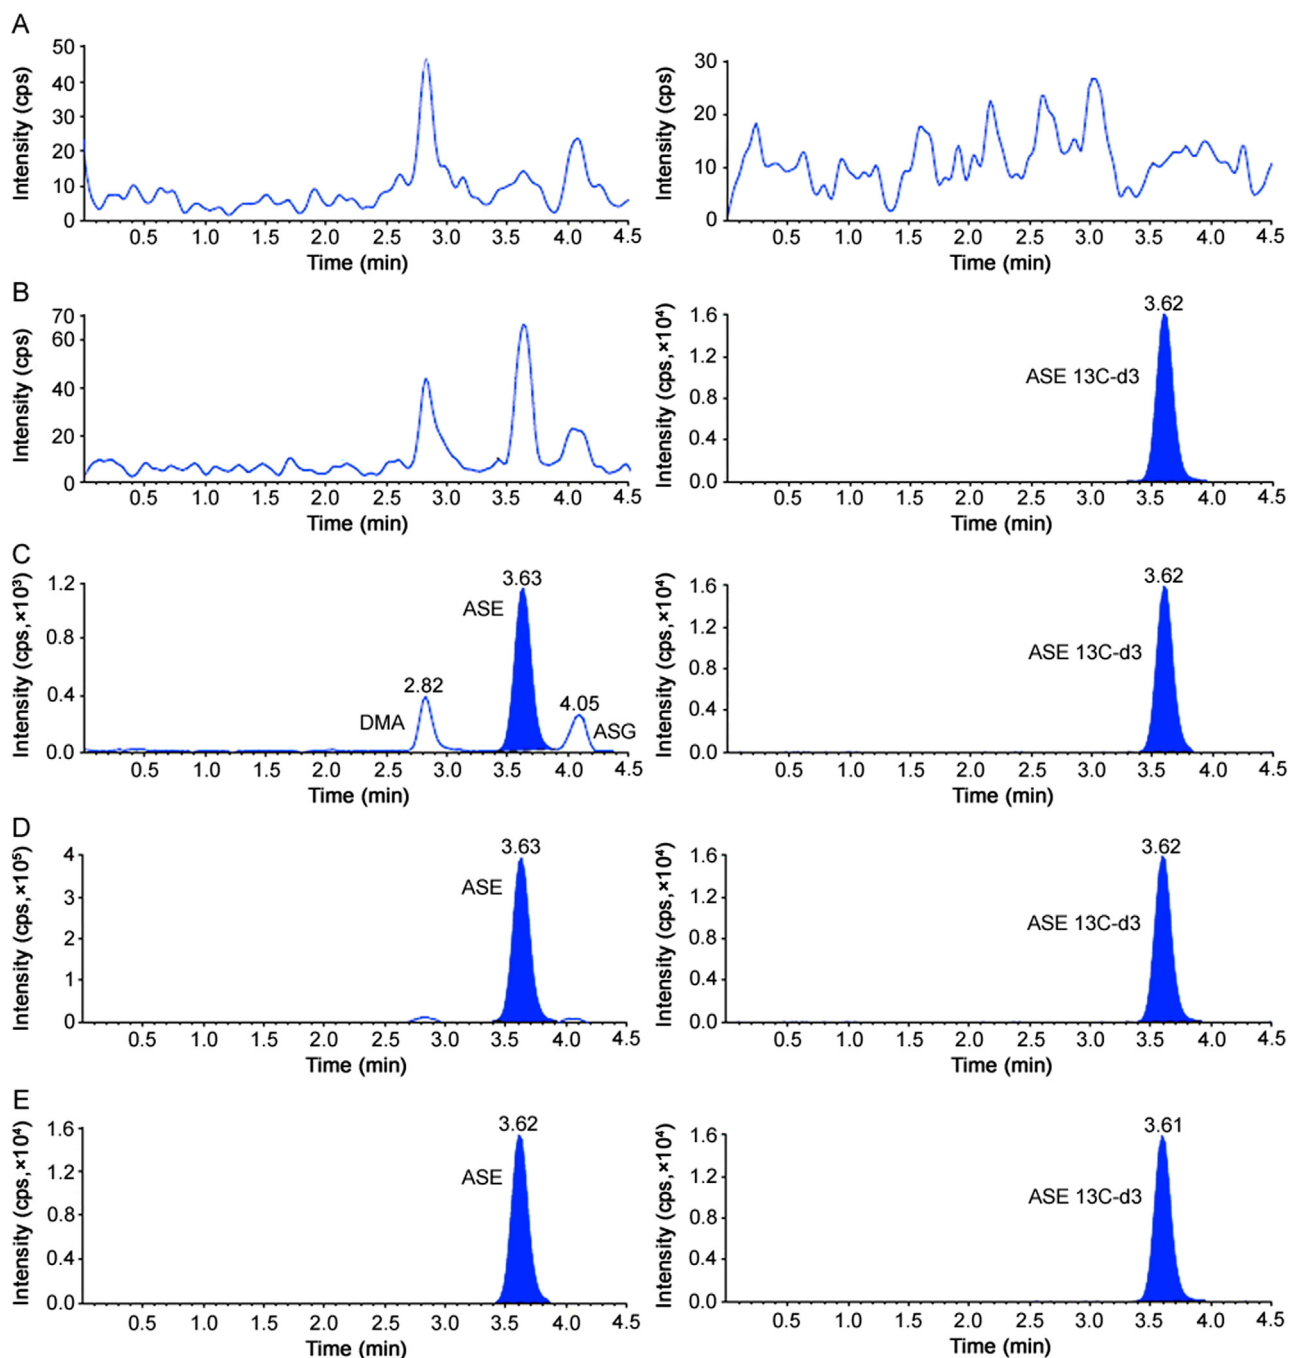 A
Intensity (cps)
50
40
30
20
10
0
0.5 1.0 1.5 2.0 2.5 3.0 3.5 4.0 4.5
Time (min)
Intensity (cps)
30
20
10
0
0.5 1.0 1.5 2.0 2.5 3.0 3.5 4.0 4.5
Time (min)
B
Intensity (cps)
70
60
40
20
0
0.5 1.0 1.5 2.0 2.5 3.0 3.5 4.0 4.5
Time (min)
Intensity (cps,×10⁴)
1.6
1.2
0.8
0.4
0.0
3.62
ASE 13C-d3
0.5 1.0 1.5 2.0 2.5 3.0 3.5 4.0 4.5
Time (min)
C
Intensity (cps,×10³)
1.2
0.8
0.4
0.0
3.63
ASE
2.82
DMA
4.05
ASG
0.5 1.0 1.5 2.0 2.5 3.0 3.5 4.0 4.5
Time (min)
Intensity (cps,×10⁴)
1.6
1.2
0.8
0.4
0.0
3.62
ASE 13C-d3
0.5 1.0 1.5 2.0 2.5 3.0 3.5 4.0 4.5
Time (min)
D
Intensity (cps,×10⁵)
4
3
2
1
0
3.63
ASE
0.5 1.0 1.5 2.0 2.5 3.0 3.5 4.0 4.5
Time (min)
Intensity (cps,×10⁴)
1.6
1.2
0.8
0.4
0.0
3.62
ASE 13C-d3
0.5 1.0 1.5 2.0 2.5 3.0 3.5 4.0 4.5
Time (min)
E
Intensity (cps,×10⁴)
1.6
1.2
0.8
0.4
0.0
3.62
ASE
0.5 1.0 1.5 2.0 2.5 3.0 3.5 4.0 4.5
Time (min)
Intensity (cps,×10⁴)
1.6
1.2
0.8
0.4
0.0
3.61
ASE 13C-d3
0.5 1.0 1.5 2.0 2.5 3.0 3.5 4.0 4.5
Time (min)